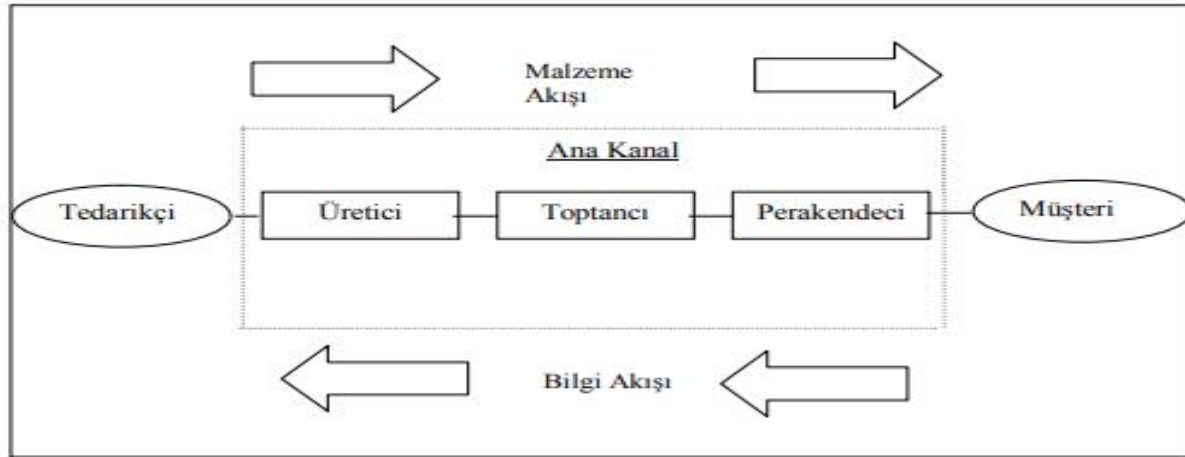 Malzeme
Akışı
Ana Kanal
Tedarikçi
Üretici
Toptancı
Perakendeci
Müşteri
Bilgi Akışı